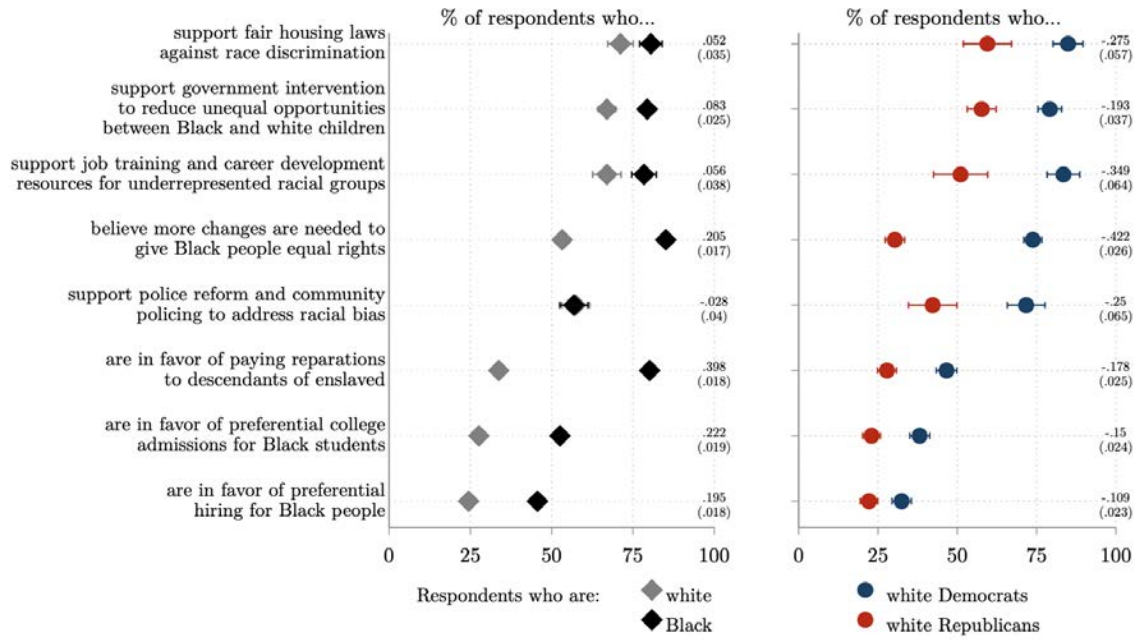 % of respondents who...
% of respondents who...
support fair housing laws
against race discrimination
.052
(.035)
-.275
(.057)
support government intervention
to reduce unequal opportunities
between Black and white children
.083
(.025)
-.193
(.037)
support job training and career development
resources for underrepresented racial groups
.056
(.038)
-.349
(.064)
believe more changes are needed to
give Black people equal rights
.205
(.017)
-.422
(.026)
support police reform and community
policing to address racial bias
-.028
(.04)
-.25
(.065)
are in favor of paying reparations
to descendants of enslaved
.398
(.018)
-.178
(.025)
are in favor of preferential college
admissions for Black students
.222
(.019)
-.15
(.024)
are in favor of preferential
hiring for Black people
.195
(.018)
-.109
(.023)
0 25 50 75 100
0 25 50 75 100
Respondents who are:
white
Black
white Democrats
white Republicans